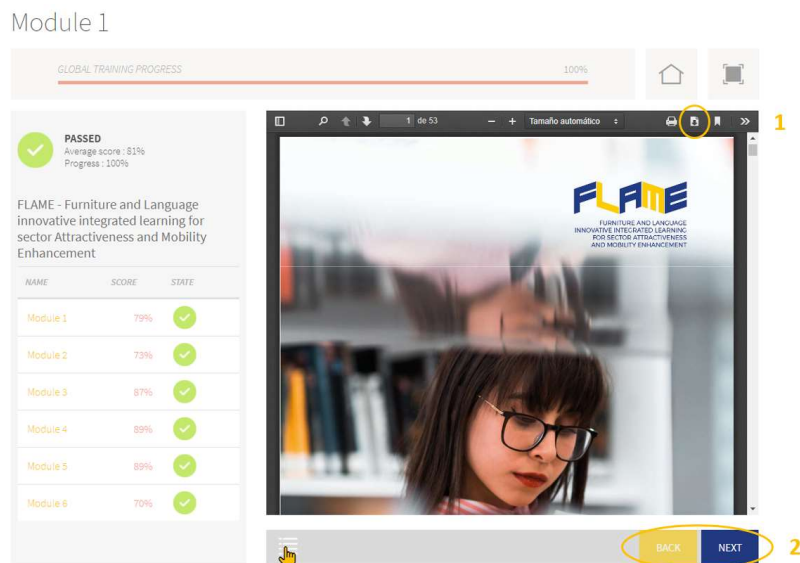 Module 1
GLOBAL TRAINING PROGRESS 100%
PASSED
Average score : 81%
Progress : 100%
FLAME - Furniture and Language
innovative integrated learning for
sector Attractiveness and Mobility
Enhancement
NAME SCORE STATE
Module 1 79%
Module 2 73%
Module 3 87%
Module 4 89%
Module 5 89%
Module 6 70%
1 de 53 Tamaño automático
1
FLAME
FURNITURE AND LANGUAGE
INNOVATIVE INTEGRATED LEARNING
FOR SECTOR ATTRACTIVENESS
AND MOBILITY ENHANCEMENT
BACK NEXT
2